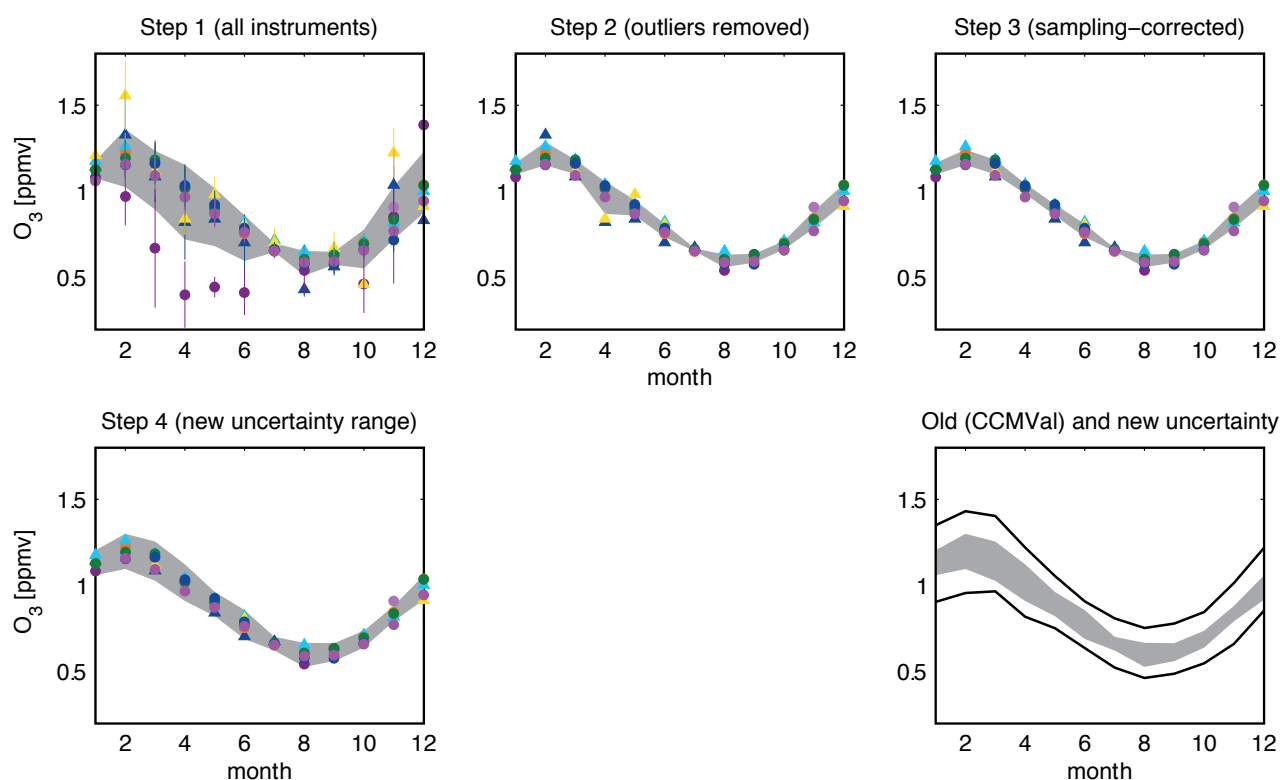 Step 1 (all instruments)
Step 2 (outliers removed)
Step 3 (sampling−corrected)
O3 [ppmv]
1.5
1
0.5
2 4 6 8 10 12
1.5
1
0.5
2 4 6 8 10 12
month
1.5
1
0.5
2 4 6 8 10 12
Step 4 (new uncertainty range)
Old (CCMVal) and new uncertainty
O3 [ppmv]
1.5
1
0.5
2 4 6 8 10 12
month
1.5
1
0.5
2 4 6 8 10 12
month